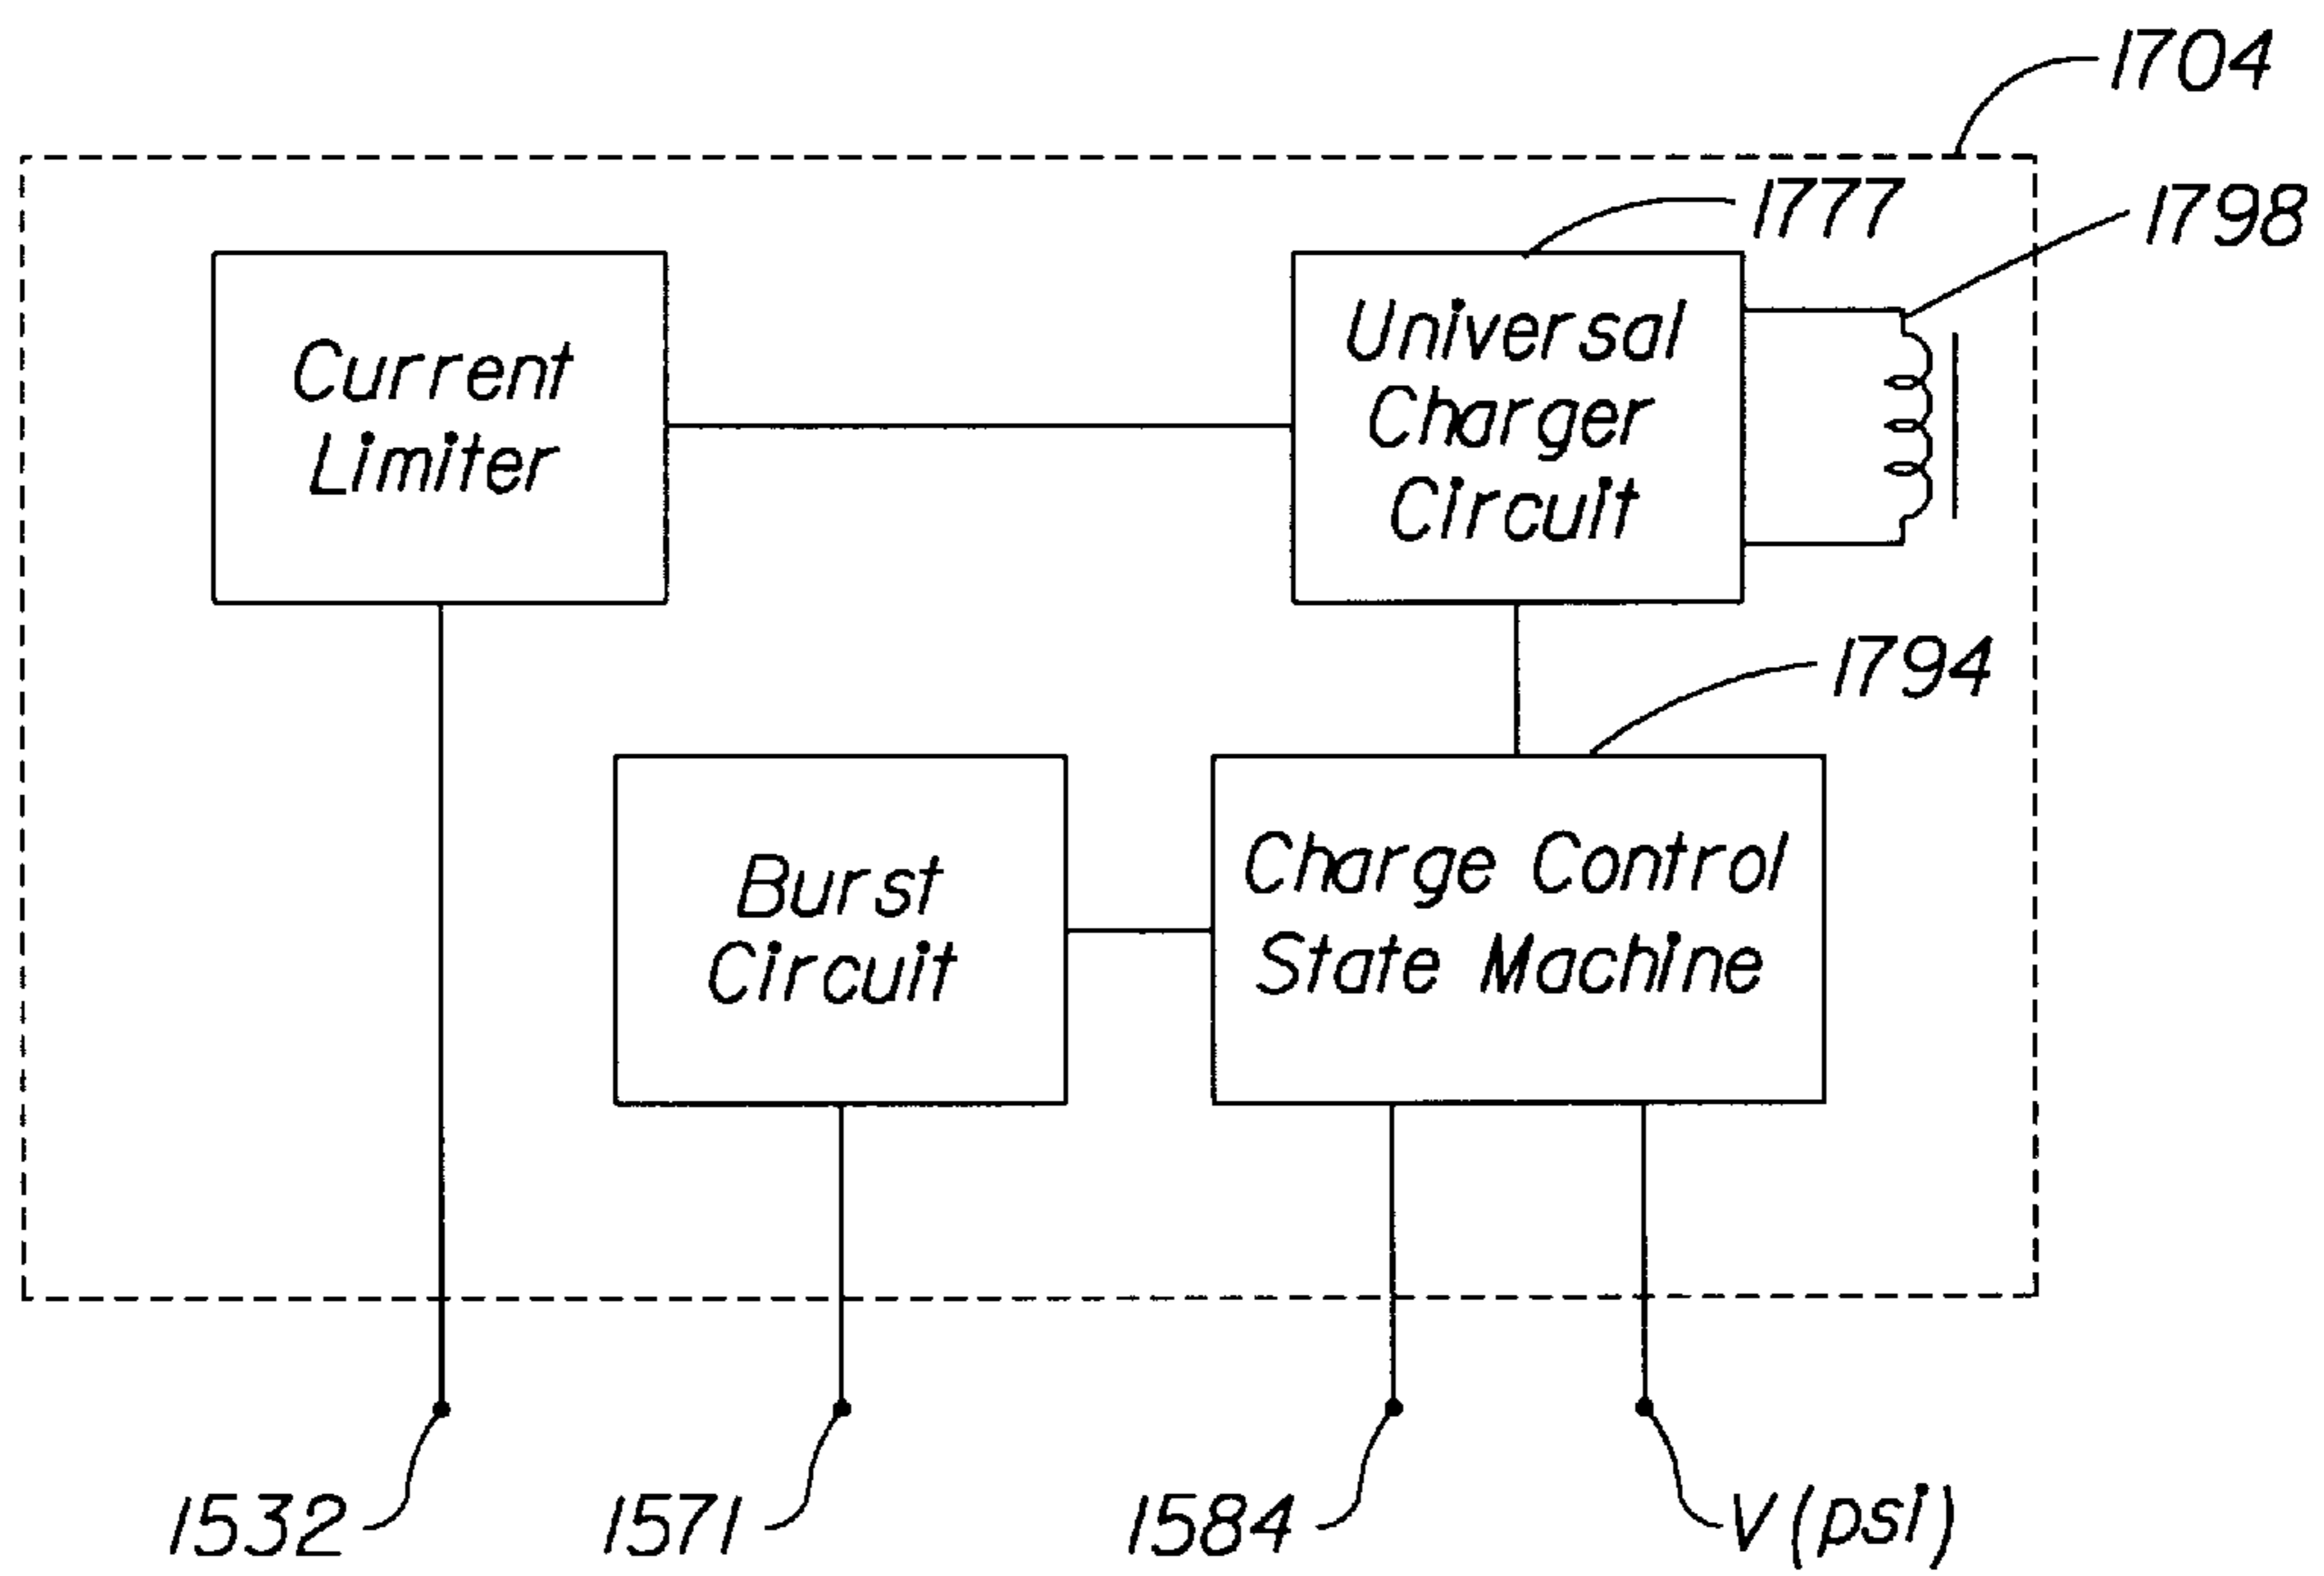 1704
1777
1798
Current
Limiter
Universal
Charger
Circuit
1794
Burst
Circuit
Charge Control
State Machine
1532
1571
1584
V(psi)